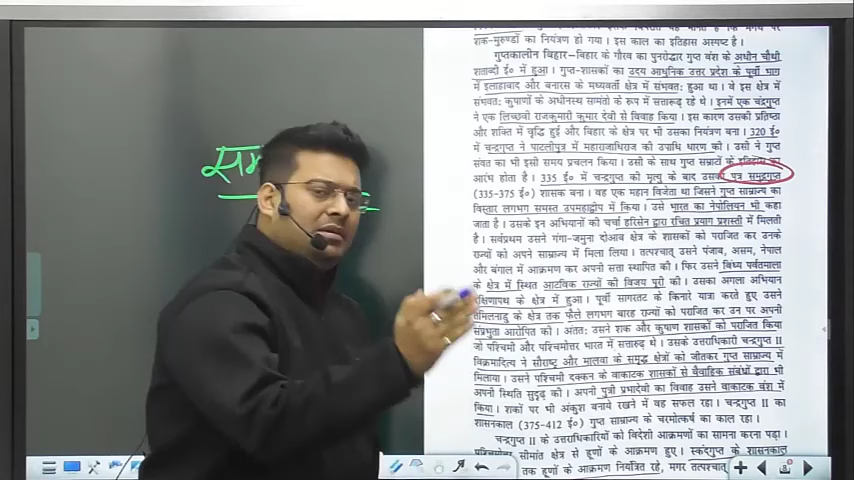 सम
शक-मुरुण्डों का नियंत्रण हो गया। इस काल का इतिहास अस्पष्ट है।
गुप्तकालीन बिहार-बिहार के गौरव का पुनरोद्धार गुप्त वंश के अधीन चौथी
शताब्दी ई० में हुआ। गुप्त-शासकों का उदय आधुनिक उत्तर प्रदेश के पूर्वी भाग
में इलाहाबाद और बनारस के मध्यवर्ती क्षेत्र में संभवत: हुआ था। वे इस क्षेत्र में
संभवत: कुषाणों के अधीनस्थ सामंतो के रूप में सत्तारूढ़ रहे थे। इनमें एक चंद्रगुप्त
ने एक लिच्छवी राजकुमारी कुमार देवी से विवाह किया। इस कारण उसकी प्रतिष्ठा
और शक्ति में वृद्धि हुई और बिहार के क्षेत्र पर भी उसका नियंत्रण बना। 320 ई०
में चन्द्रगुप्त ने पाटलीपुत्र में महाराजाधिराज की उपाधि धारण की। उसी ने गुप्त
संवत का भी इसी समय प्रचलन किया। उसी के साथ गुप्त सम्राटों के इतिहास का
आरंभ होता है। 335 ई० में चन्द्रगुप्त की मृत्यु के बाद उसका पुत्र समुद्रगुप्त
(335-375 ई०) शासक बना। वह एक महान विजेता था जिसने गुप्त साम्राज्य का
विस्तार लगभग समस्त उपमहाद्वीप में किया। उसे भारत का नेपोलियन भी कहा
जाता है। उसके इन अभियानों की चर्चा हरिसेन द्वारा रचित प्रयाग प्रशस्ती में मिलती
है। सर्वप्रथम उसने गंगा-जमुना दोआब क्षेत्र के शासकों को पराजित कर उनके
राज्यों को अपने साम्राज्य में मिला लिया। तत्पश्चात् उसने पंजाब, असम, नेपाल
और बंगाल में आक्रमण कर अपनी सत्ता स्थापित की। फिर उसने बिंध्य पर्वतमाला
के क्षेत्र में स्थित आटविक राज्यों की विजय पूरी की। उसका अगला अभियान
दक्षिणापथ के क्षेत्र में हुआ। पूर्वी सागरतट के किनारे यात्रा करते हुए उसने
तमिलनाडु के क्षेत्र तक फैले लगभग बारह राज्यों को पराजित कर उन पर अपनी
संप्रभुता आरोपित की। अंतत: उसने शक और कुषाण शासकों को पराजित किया
जो पश्चिमी और पश्चिमोत्तर भारत में सत्तारूढ़ थे। उसके उत्तराधिकारी चन्द्रगुप्त II
विक्रमादित्य ने सौराष्ट्र और मालवा के समृद्ध क्षेत्रों को जीतकर गुप्त साम्राज्य में
मिलाया। उसने पश्चिमी दक्कन के वाकाटक शासकों से वैवाहिक संबंधों द्वारा भी
अपनी स्थिति सुदृढ़ की। अपनी पुत्री प्रभादेवी का विवाह उसने वाकाटक वंश में
किया। शकों पर भी अंकुश बनाये रखने में वह सफल रहा। चन्द्रगुप्त II का
शासनकाल (375-412 ई०) गुप्त साम्राज्य के चरमोत्कर्ष का काल रहा।
चन्द्रगुप्त II के उत्तराधिकारियों को विदेशी आक्रमणों का सामना करना पड़ा।
पश्चिमोत्तर सीमांत क्षेत्र से हूणों के आक्रमण हुए। स्कंदगुप्त के शासनकाल
तक हूणों के आक्रमण नियंत्रित रहे, मगर तत्पश्चात्